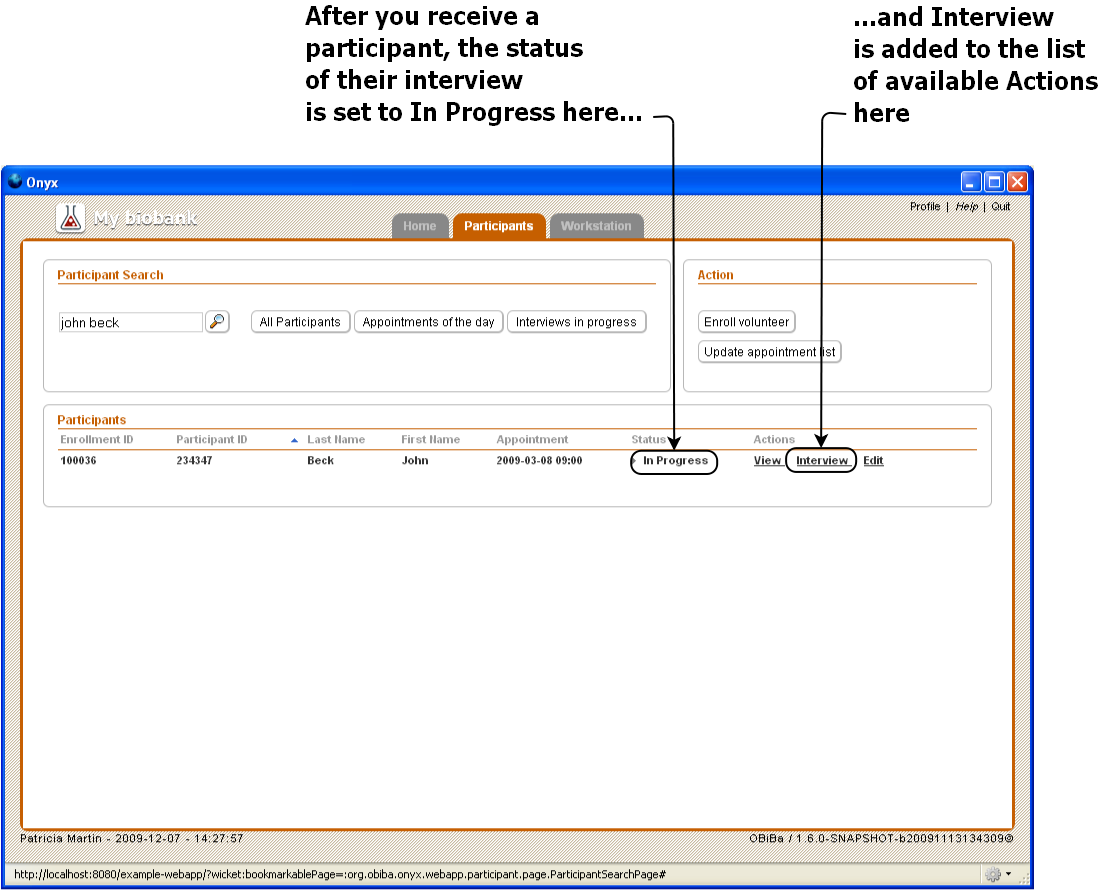 After you receive a
participant, the status
of their interview
is set to In Progress here...
...and Interview
is added to the list
of available Actions
here
Onyx
My biobank
Home Participants Workstation
Profile | Help | Quit
Participant Search
john beck
All Participants Appointments of the day Interviews in progress
Action
Enroll volunteer
Update appointment list
Participants
Enrollment ID Participant ID Last Name First Name Appointment Status Actions
100036 234347 Beck John 2009-03-08 09:00 In Progress View Interview Edit
Patricia Martin - 2009-12-07 - 14:27:57
OBiBa / 1.6.0-SNAPSHOT-b20091113134309@
http://localhost:8080/example-webapp/?wicket:bookmarkablePage=:org.obiba.onyx.webapp.participant.page.ParticipantSearchPage#